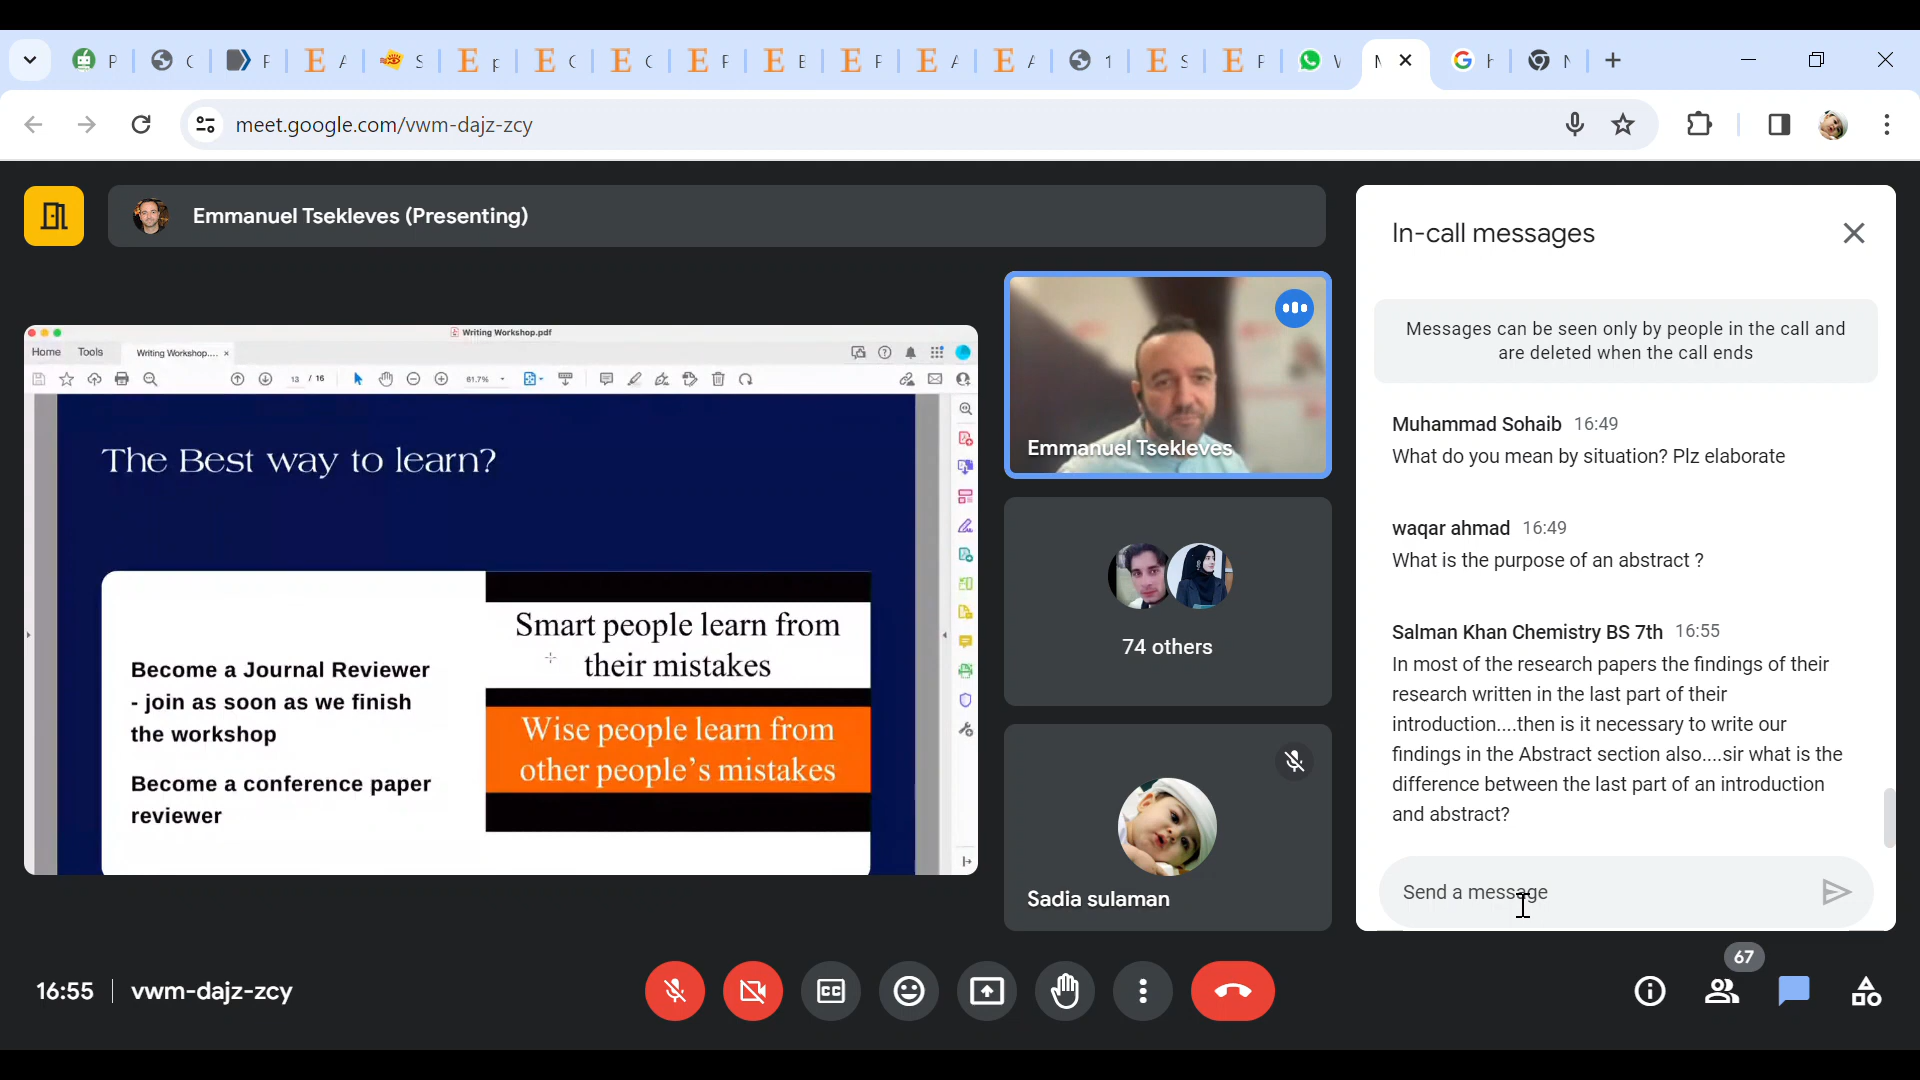 meet.google.com/vwm-dajz-zcy
Emmanuel Tsekleves (Presenting)
Writing Workshop.pdf
Home
Tools
Writing Workshop....
13 / 16
61.7%
The Best way to learn?
Become a Journal Reviewer
- join as soon as we finish
the workshop
Become a conference paper
reviewer
Smart people learn from
their mistakes
Wise people learn from
other people's mistakes
Emmanuel Tsekleves
74 others
Sadia sulaman
In-call messages
Messages can be seen only by people in the call and
are deleted when the call ends
Muhammad Sohaib 16:49
What do you mean by situation? Plz elaborate
waqar ahmad 16:49
What is the purpose of an abstract ?
Salman Khan Chemistry BS 7th 16:55
In most of the research papers the findings of their
research written in the last part of their
introduction....then is it necessary to write our
findings in the Abstract section also....sir what is the
difference between the last part of an introduction
and abstract?
Send a message
16:55
vwm-dajz-zcy
67